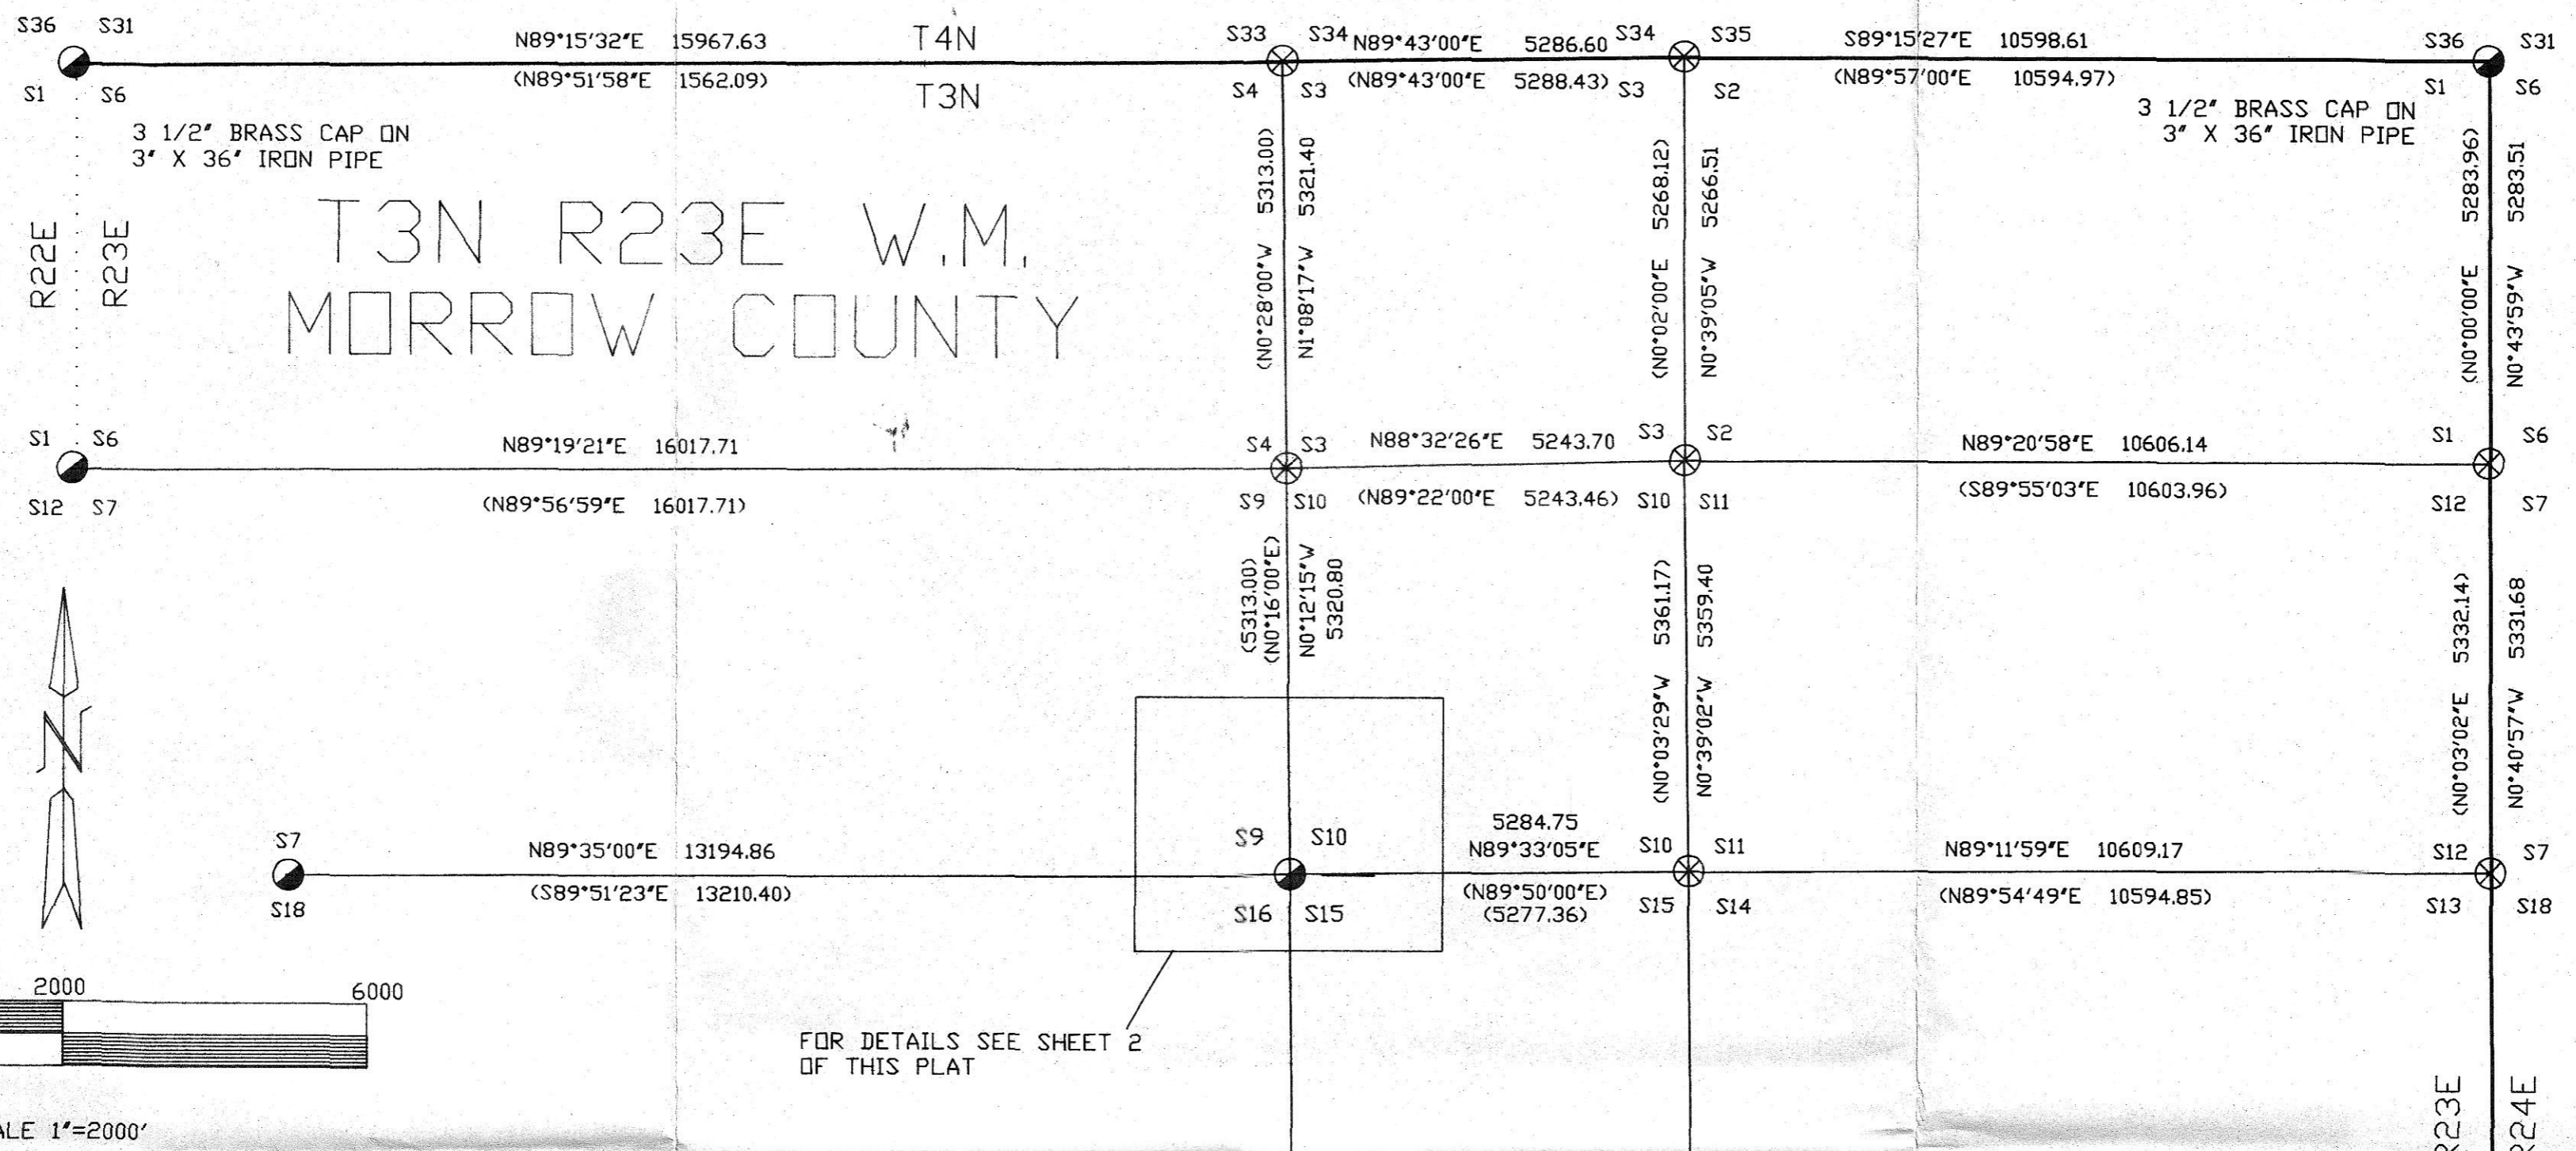 S36 S31
N89°15'32"E 15967.63
T4N
S33 S34
N89°43'00"E 5286.60
S34 S35
S89°15'27"E 10598.61
S36 S31
S1 S6
(N89°51'58"E 1562.09)
T3N
S4 S3
(N89°43'00"E 5288.43)
S3 S2
(N89°57'00"E 10594.97)
S1 S6
3 1/2" BRASS CAP ON
3" X 36" IRON PIPE
3 1/2" BRASS CAP ON
3" X 36" IRON PIPE
R22E
R23E
T3N R23E W.M.
MORROW COUNTY
(N0°28'00"W 5313.00)
N1°08'17"W 5321.40
(N0°02'00"E 5268.12)
N0°39'05"W 5266.51
(N0°00'00"E 5283.96)
N0°43'59"W 5283.51
S1 S6
N89°19'21"E 16017.71
S4 S3
N88°32'26"E 5243.70
S3 S2
N89°20'58"E 10606.14
S1 S6
S12 S7
(N89°56'59"E 16017.71)
S9 S10
(N89°22'00"E 5243.46)
S10 S11
(S89°55'03"E 10603.96)
S12 S7
(5313.00)
(N0°16'00"E)
N0°12'15"W
5320.80
(N0°03'29"W 5361.17)
N0°39'02"W 5359.40
(N0°03'02"E 5332.14)
N0°40'57"W 5331.68
N
S7
N89°35'00"E 13194.86
S9 S10
5284.75
N89°33'05"E
S10 S11
N89°11'59"E 10609.17
S12 S7
S18
(S89°51'23"E 13210.40)
S16 S15
(N89°50'00"E)
(5277.36)
S15 S14
(N89°54'49"E 10594.85)
S13 S18
2000 6000
FOR DETAILS SEE SHEET 2
OF THIS PLAT
ALE 1"=2000'
R23E
R24E